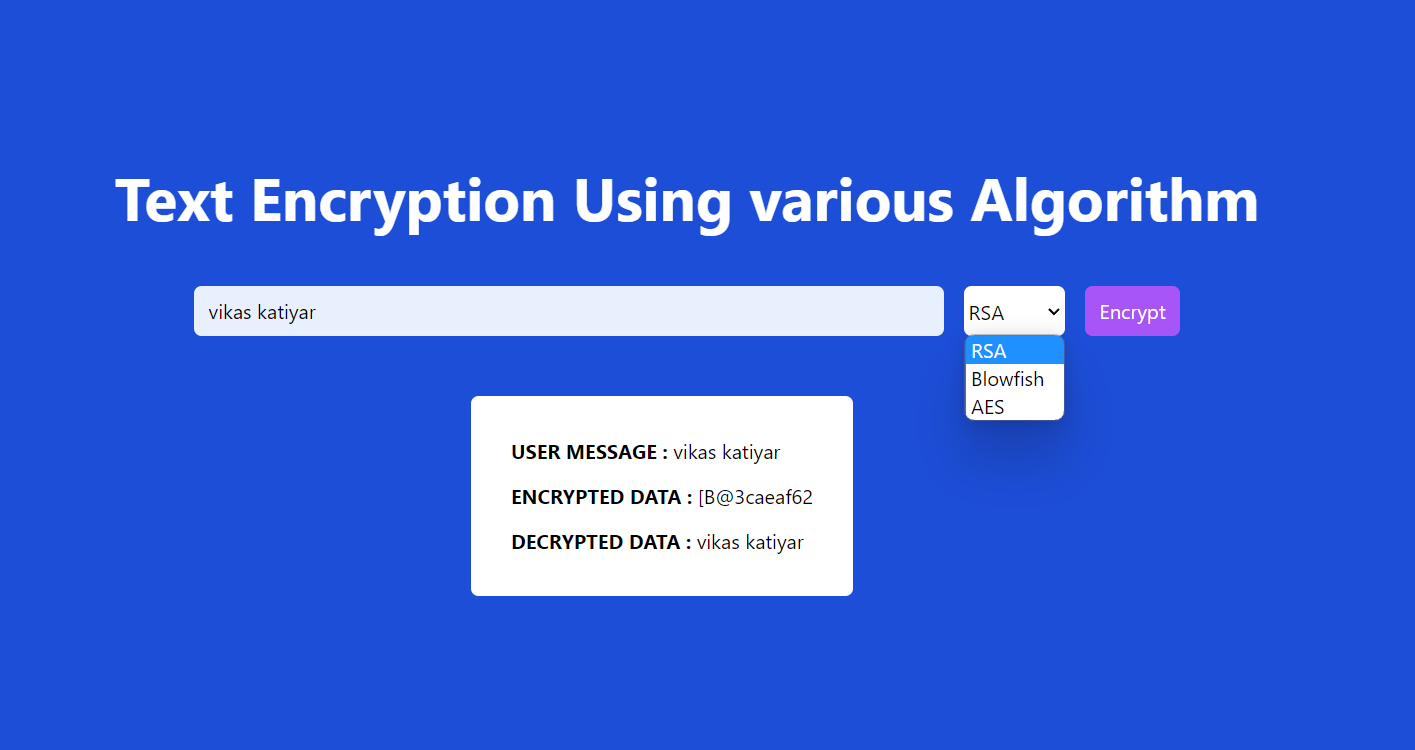 Text Encryption Using various Algorithm
vikas katiyar
RSA
Encrypt
RSA
Blowfish
AES
USER MESSAGE : vikas katiyar
ENCRYPTED DATA : [B@3caeaf62
DECRYPTED DATA : vikas katiyar